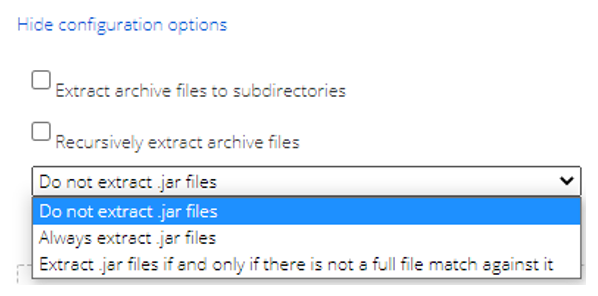 Hide configuration options
Extract archive files to subdirectories
Recursively extract archive files
Do not extract .jar files
Do not extract .jar files
Always extract .jar files
Extract .jar files if and only if there is not a full file match against it